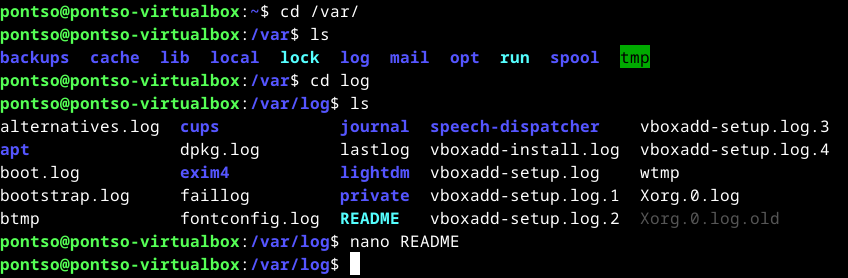 pontso@pontso-virtualbox:~$ cd /var/
pontso@pontso-virtualbox:/var$ ls
backups cache lib local lock log mail opt run spool tmp
pontso@pontso-virtualbox:/var$ cd log
pontso@pontso-virtualbox:/var/log$ ls
alternatives.log cups journal speech-dispatcher vboxadd-setup.log.3
apt dpkg.log lastlog vboxadd-install.log vboxadd-setup.log.4
boot.log exim4 lightdm vboxadd-setup.log wtmp
bootstrap.log faillog private vboxadd-setup.log.1 Xorg.0.log
btmp fontconfig.log README vboxadd-setup.log.2 Xorg.0.log.old
pontso@pontso-virtualbox:/var/log$ nano README
pontso@pontso-virtualbox:/var/log$